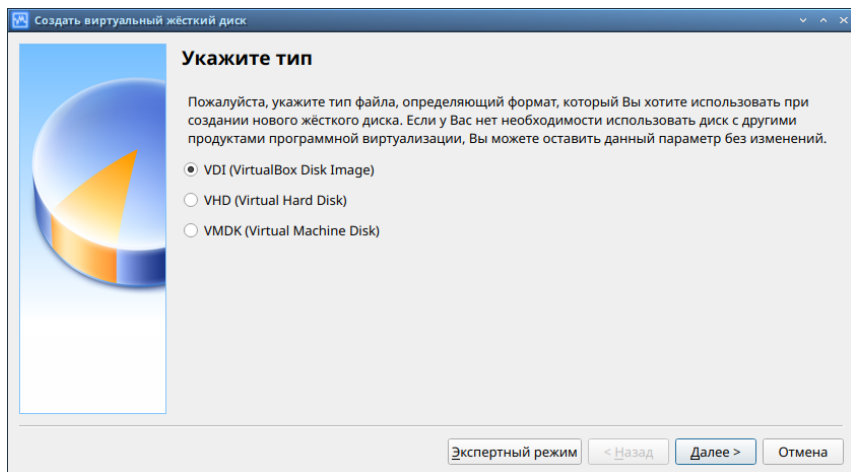 Создать виртуальный жёсткий диск
Укажите тип
Пожалуйста, укажите тип файла, определяющий формат, который Вы хотите использовать при
создании нового жёсткого диска. Если у Вас нет необходимости использовать диск с другими
продуктами программной виртуализации, Вы можете оставить данный параметр без изменений.
VDI (VirtualBox Disk Image)
VHD (Virtual Hard Disk)
VMDK (Virtual Machine Disk)
Экспертный режим < Назад Далее > Отмена